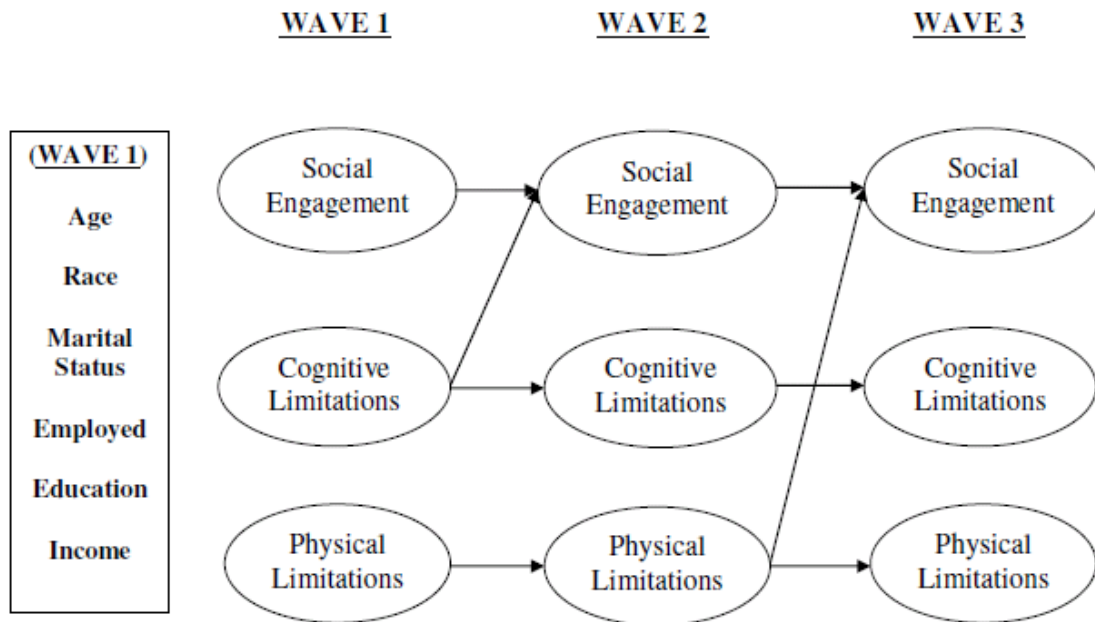 WAVE 1 WAVE 2 WAVE 3
(WAVE 1)
Age
Race
Marital
Status
Employed
Education
Income
Social
Engagement
Social
Engagement
Social
Engagement
Cognitive
Limitations
Cognitive
Limitations
Cognitive
Limitations
Physical
Limitations
Physical
Limitations
Physical
Limitations